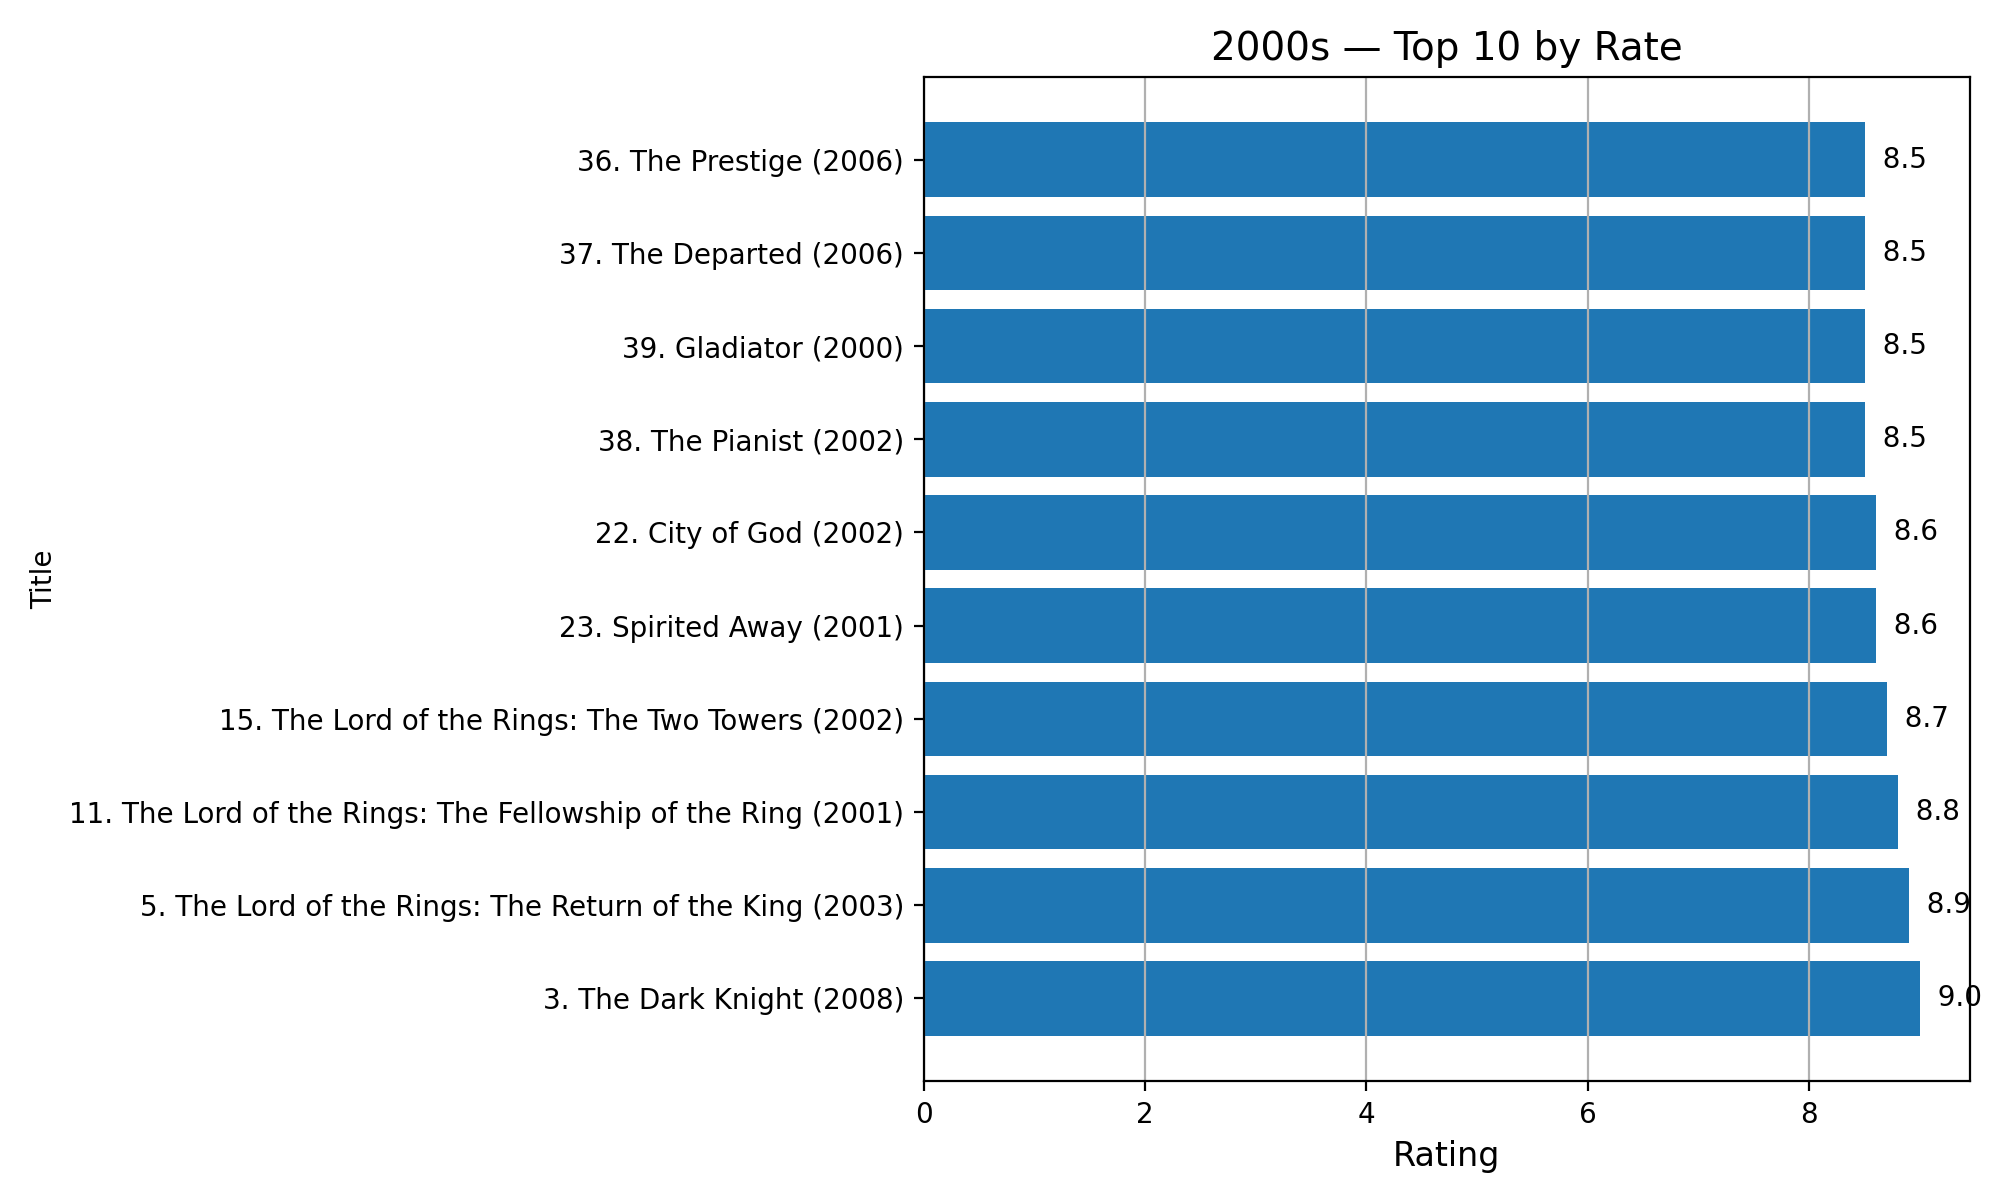 2000s — Top 10 by Rate
36. The Prestige (2006) 8.5
37. The Departed (2006) 8.5
39. Gladiator (2000) 8.5
38. The Pianist (2002) 8.5
22. City of God (2002) 8.6
23. Spirited Away (2001) 8.6
15. The Lord of the Rings: The Two Towers (2002) 8.7
11. The Lord of the Rings: The Fellowship of the Ring (2001) 8.8
5. The Lord of the Rings: The Return of the King (2003) 8.9
3. The Dark Knight (2008) 9.0
Title
0 2 4 6 8
Rating